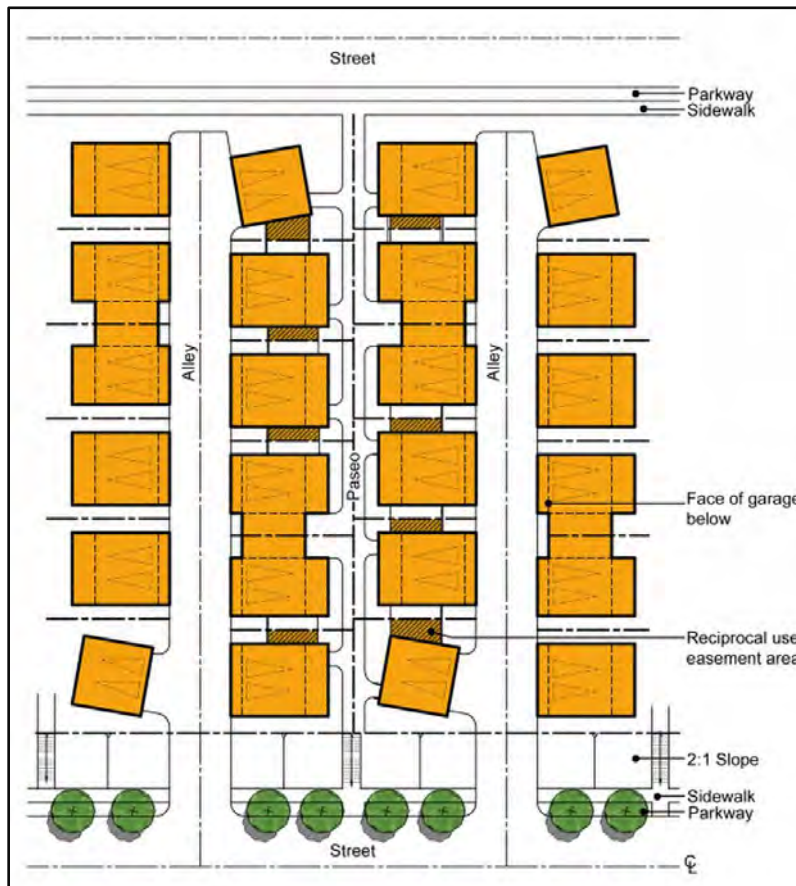 Street
Parkway
Sidewalk
Alley
Alley
Paseo
Face of garage
below
Reciprocal use
easement area
2:1 Slope
Sidewalk
Parkway
Street
℄